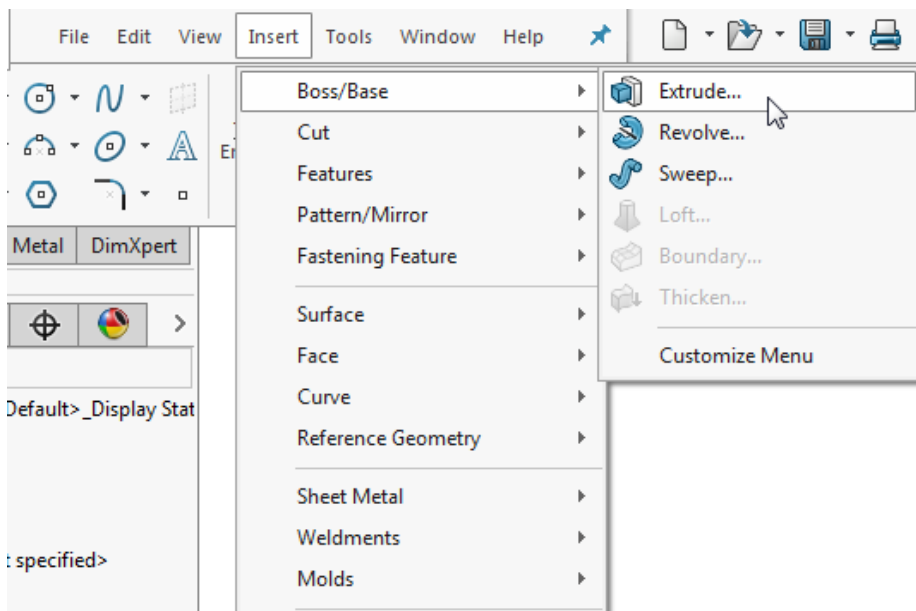 File Edit View Insert Tools Window Help
Boss/Base
Extrude...
Cut
Revolve...
Features
Sweep...
Pattern/Mirror
Loft...
Fastening Feature
Boundary...
Thicken...
Surface
Face
Customize Menu
Curve
Reference Geometry
Sheet Metal
Weldments
Molds
Er
Metal DimXpert
Default>_Display Stat
t specified>